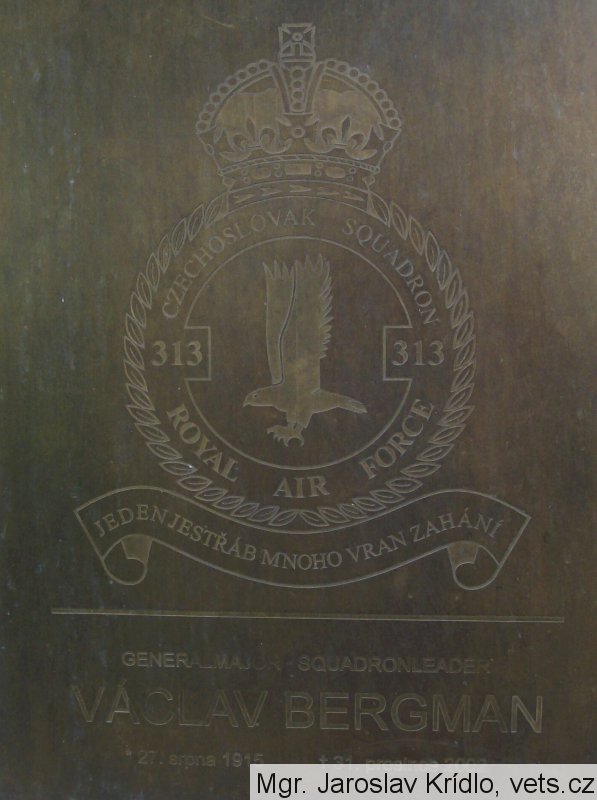 CZECHOSLOVAK SQUADRON
313 313
ROYAL AIR FORCE
JEDEN JESTŘÁB MNOHO VRAN ZAHÁNÍ
GENERALMAJOR - SQUADRONLEADER
VÁCLAV BERGMAN
* 27. srpna 1915 † 31.
Mgr. Jaroslav Krídlo, vets.cz